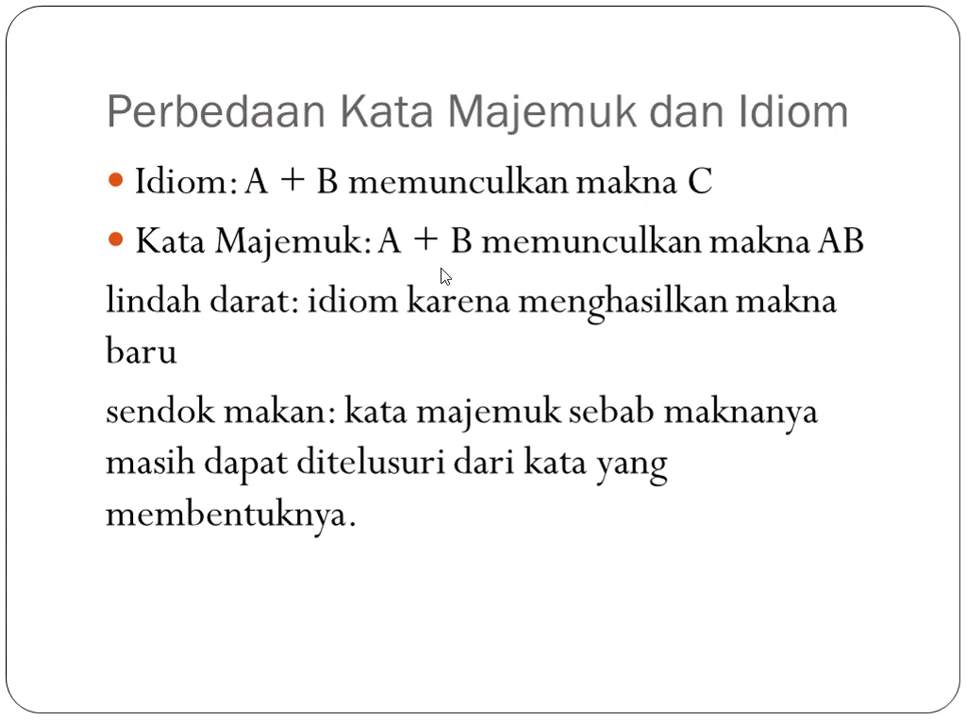 Perbedaan Kata Majemuk dan Idiom
• Idiom: A + B memunculkan makna C
• Kata Majemuk: A + B memunculkan makna AB
lindah darat: idiom karena menghasilkan makna
baru
sendok makan: kata majemuk sebab maknanya
masih dapat ditelusuri dari kata yang
membentuknya.